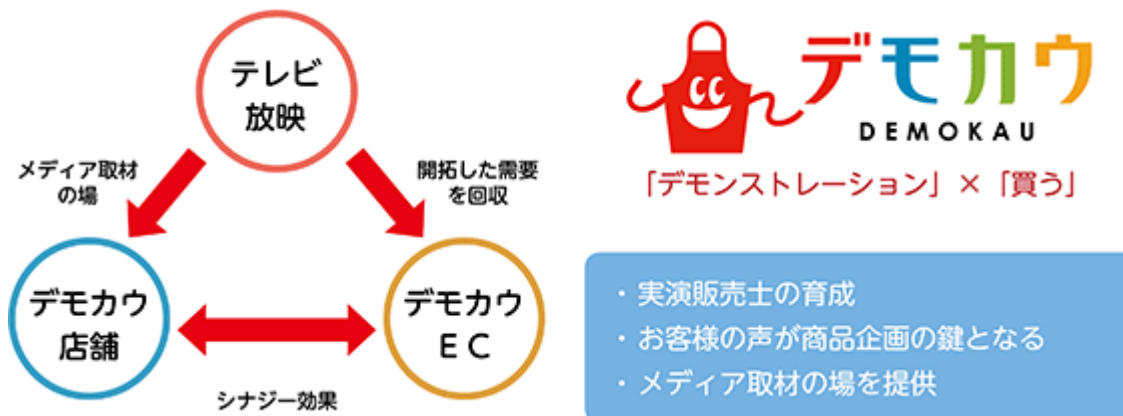 テレビ
放映
メディア取材
の場
開拓した需要
を回収
デモカウ
店舗
デモカウ
ＥＣ
シナジー効果
デモカウ
DEMOKAU
「デモンストレーション」×「買う」
・実演販売士の育成
・お客様の声が商品企画の鍵となる
・メディア取材の場を提供